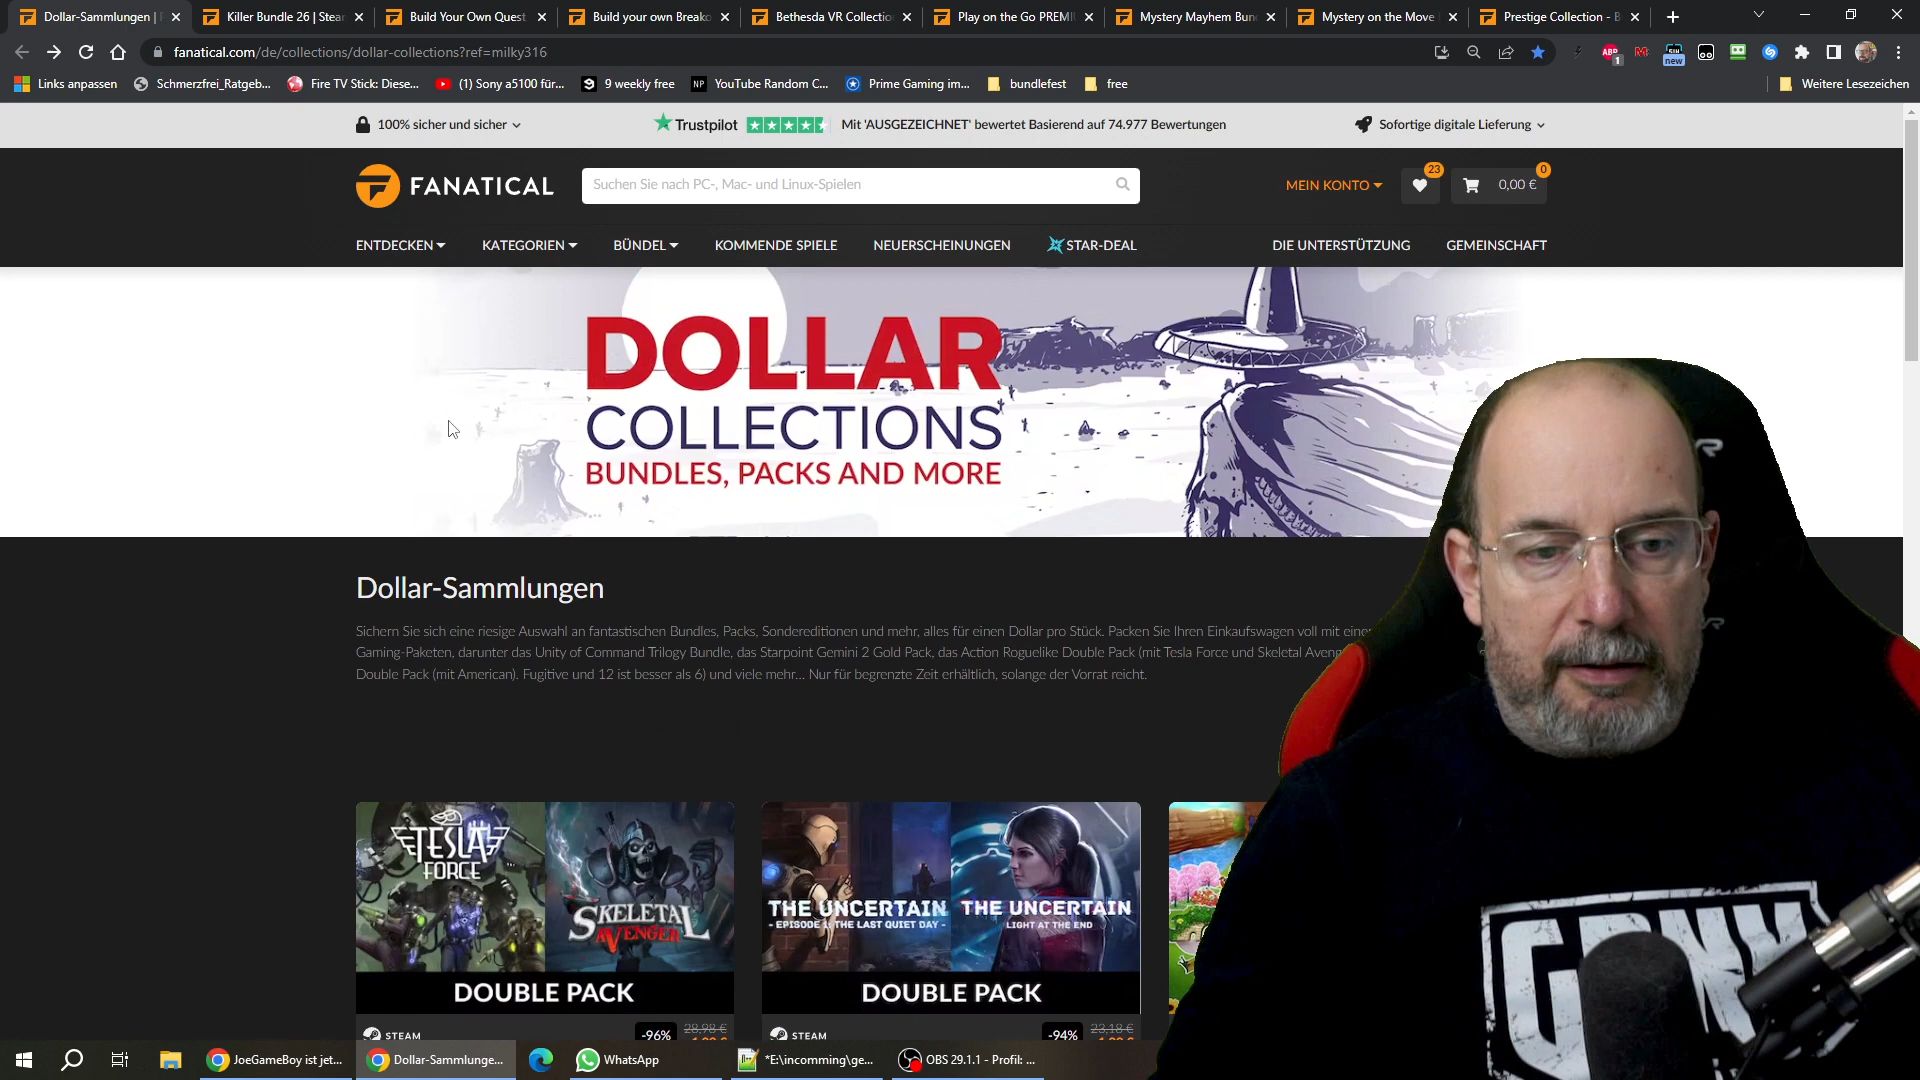 Dollar-Sammlungen |
Killer Bundle 26 | Stear
Build Your Own Quest
Build your own Breako
Bethesda VR Collectio
Play on the Go PREMI
Mystery Mayhem Bun
Mystery on the Move
Prestige Collection - B
fanatical.com/de/collections/dollar-collections?ref=milky316
ABP
1
new
Links anpassen
Schmerzfrei_Ratgeb...
Fire TV Stick: Diese...
(1) Sony a5100 für...
9 weekly free
NP
YouTube Random C...
Prime Gaming im...
bundlefest
free
Weitere Lesezeichen
100% sicher und sicher
Trustpilot
Mit 'AUSGEZEICHNET' bewertet Basierend auf 74.977 Bewertungen
Sofortige digitale Lieferung
FANATICAL
Suchen Sie nach PC-, Mac- und Linux-Spielen
MEIN KONTO
23
0,00 €
0
ENTDECKEN
KATEGORIEN
BÜNDEL
KOMMENDE SPIELE
NEUERSCHEINUNGEN
STAR-DEAL
DIE UNTERSTÜTZUNG
GEMEINSCHAFT
DOLLAR
COLLECTIONS
BUNDLES, PACKS AND MORE
Dollar-Sammlungen
Sichern Sie sich eine riesige Auswahl an fantastischen Bundles, Packs, Sondereditionen und mehr, alles für einen Dollar pro Stück. Packen Sie Ihren Einkaufswagen voll mit einer
Gaming-Paketen, darunter das Unity of Command Trilogy Bundle, das Starpoint Gemini 2 Gold Pack, das Action Roguelike Double Pack (mit Tesla Force und Skeletal Aveng
Double Pack (mit American). Fugitive und 12 ist besser als 6) und viele mehr... Nur für begrenzte Zeit erhältlich, solange der Vorrat reicht.
TESLA
FORCE
SKELETAL
AVENGER
DOUBLE PACK
STEAM
-96%
28,98 €
THE UNCERTAIN
- EPISODE 1: THE LAST QUIET DAY -
THE UNCERTAIN
LIGHT AT THE END
DOUBLE PACK
STEAM
-94%
23,18 €
JoeGameBoy ist jet...
Dollar-Sammlunge...
WhatsApp
*E:\incomming\ge...
OBS 29.1.1 - Profil: ...